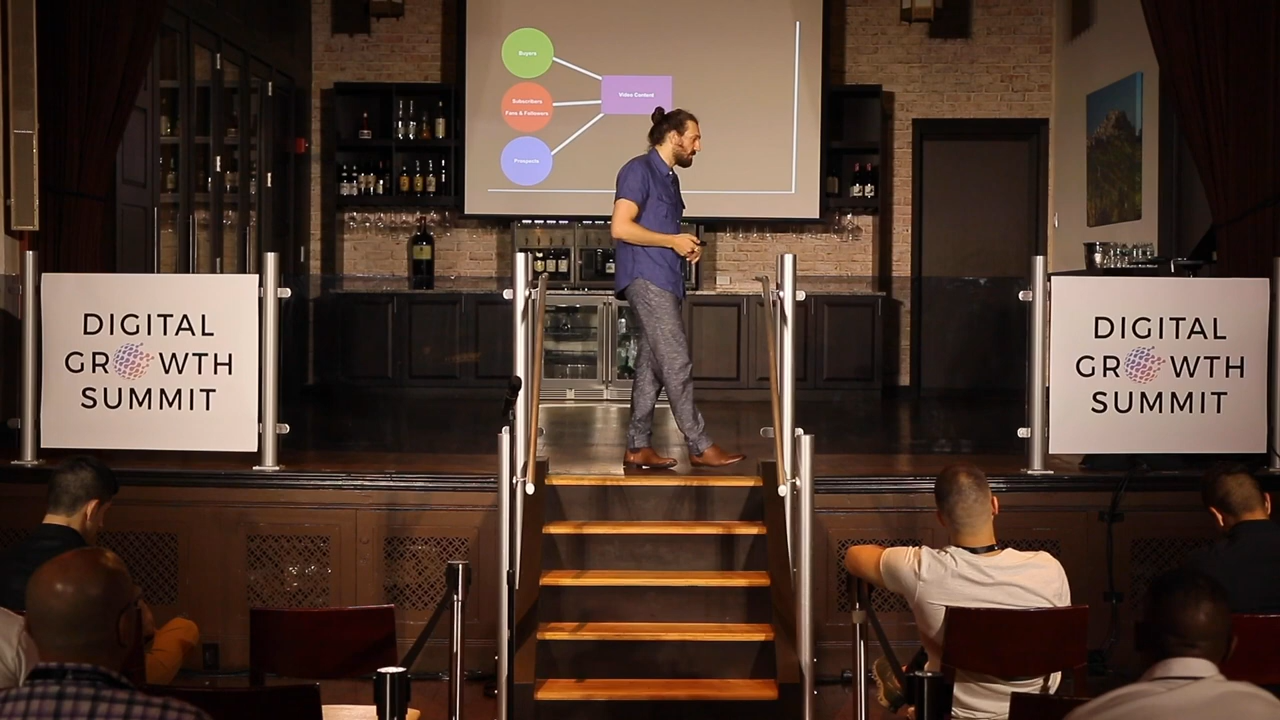 Buyers
Subscribers
Fans & Followers
Prospects
Video Content
DIGITAL
GROWTH
SUMMIT
DIGITAL
GROWTH
SUMMIT